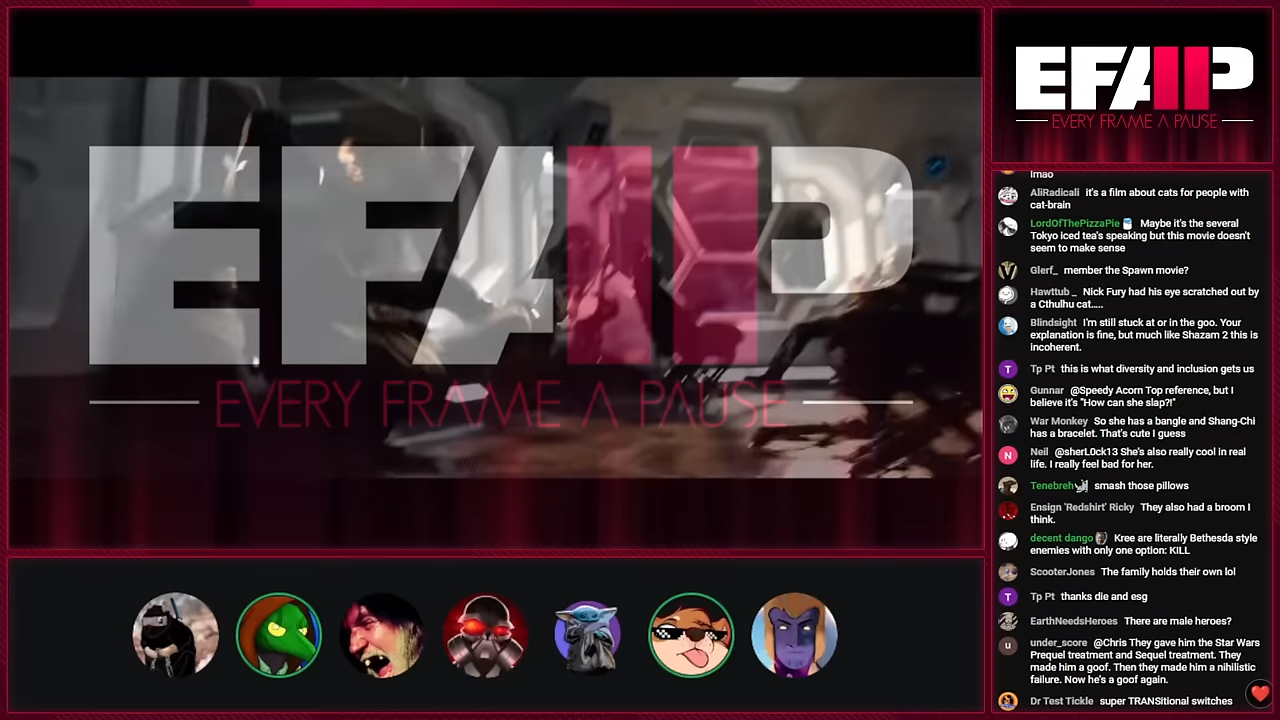 EFAP
EVERY FRAME A PAUSE
EFAP
EVERY FRAME A PAUSE
lmao
AliRadicali it's a film about cats for people with
cat-brain
LordOfThePizzaPie Maybe it's the several
Tokyo iced tea's speaking but this movie doesn't
seem to make sense
Glerf_ member the Spawn movie?
Hawttub _ Nick Fury had his eye scratched out by
a Cthulhu cat.....
Blindsight I'm still stuck at or in the goo. Your
explanation is fine, but much like Shazam 2 this is
incoherent.
T Tp Pt this is what diversity and inclusion gets us
Gunnar @Speedy Acorn Top reference, but I
believe it's "How can she slap?!"
War Monkey So she has a bangle and Shang-Chi
has a bracelet. That's cute I guess
N Neil @sherL0ck13 She's also really cool in real
life. I really feel bad for her.
Tenebreh smash those pillows
Ensign 'Redshirt' Ricky They also had a broom I
think.
decent dango Kree are literally Bethesda style
enemies with only one option: KILL
ScooterJones The family holds their own lol
T Tp Pt thanks die and esg
EarthNeedsHeroes There are male heroes?
u under_score @Chris They gave him the Star Wars
Prequel treatment and Sequel treatment. They
made him a goof. Then they made him a nihilistic
failure. Now he's a goof again.
Dr Test Tickle super TRANSitional switches